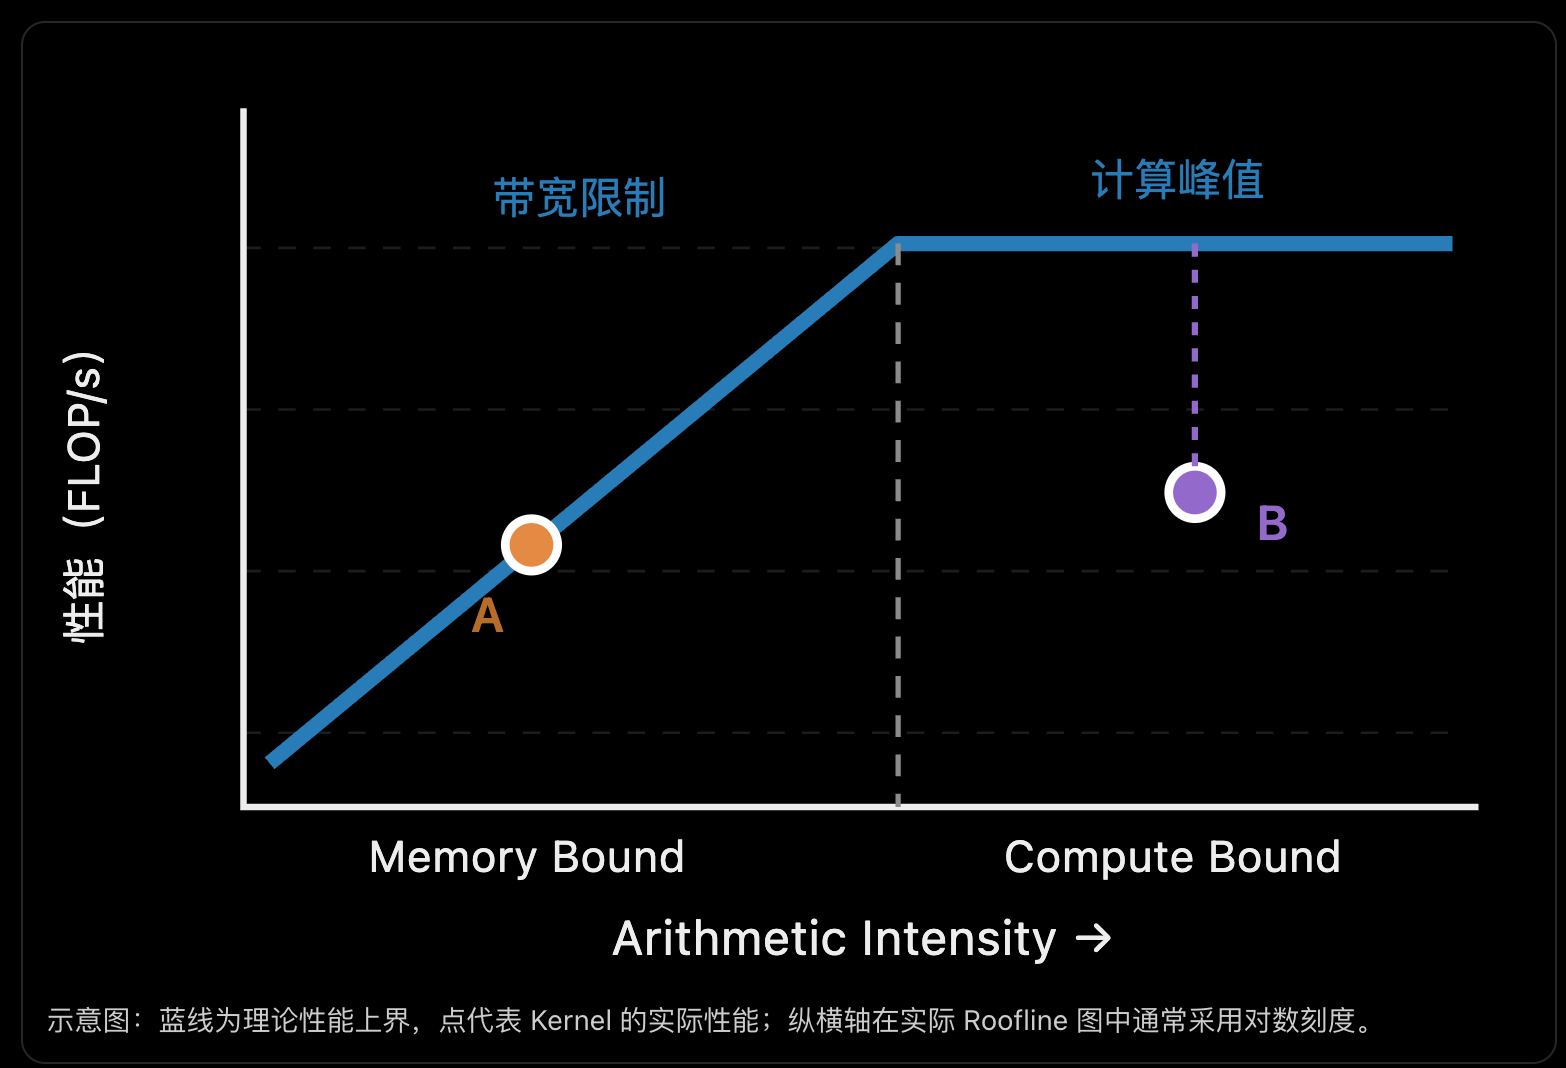 带宽限制
计算峰值
性能（FLOP/s）
A
B
Memory Bound
Compute Bound
Arithmetic Intensity →
示意图：蓝线为理论性能上界，点代表 Kernel 的实际性能；纵横轴在实际 Roofline 图中通常采用对数刻度。